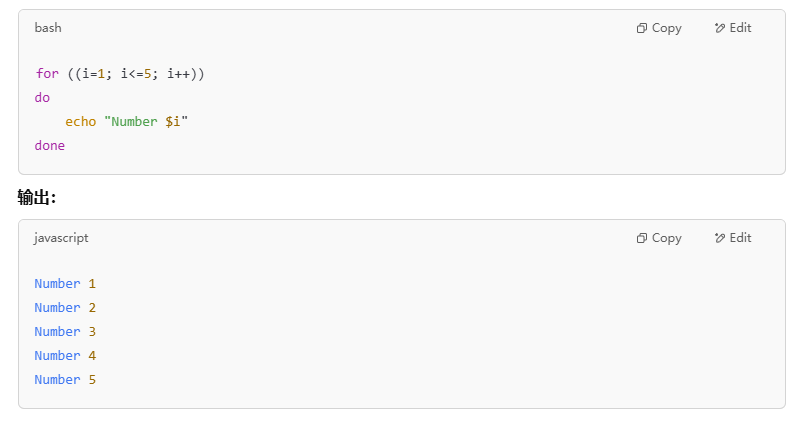 bash Copy Edit
for ((i=1; i<=5; i++))
do
    echo "Number $i"
done
输出：
javascript Copy Edit
Number 1
Number 2
Number 3
Number 4
Number 5